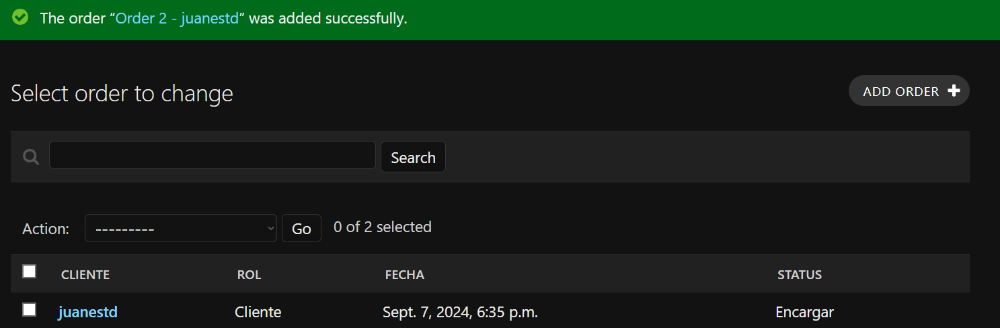 The order “Order 2 - juanestd” was added successfully.
Select order to change
ADD ORDER
Search
Action: --------- Go 0 of 2 selected
CLIENTE ROL FECHA STATUS
juanestd Cliente Sept. 7, 2024, 6:35 p.m. Encargar